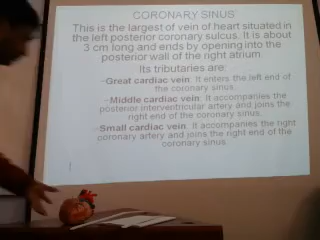 CORONARY SINUS
This is the largest of vein of heart situated in
the left posterior coronary sulcus. It is about
3 cm long and ends by opening into the
posterior wall of the right atrium.
Its tributaries are:
–Great cardiac vein: It enters the left end of
the coronary sinus.
–Middle cardiac vein: It accompanies the
posterior interventricular artery and joins the
right end of the coronary sinus.
–Small cardiac vein: It accompanies the right
coronary artery and joins the right end of the
coronary sinus.